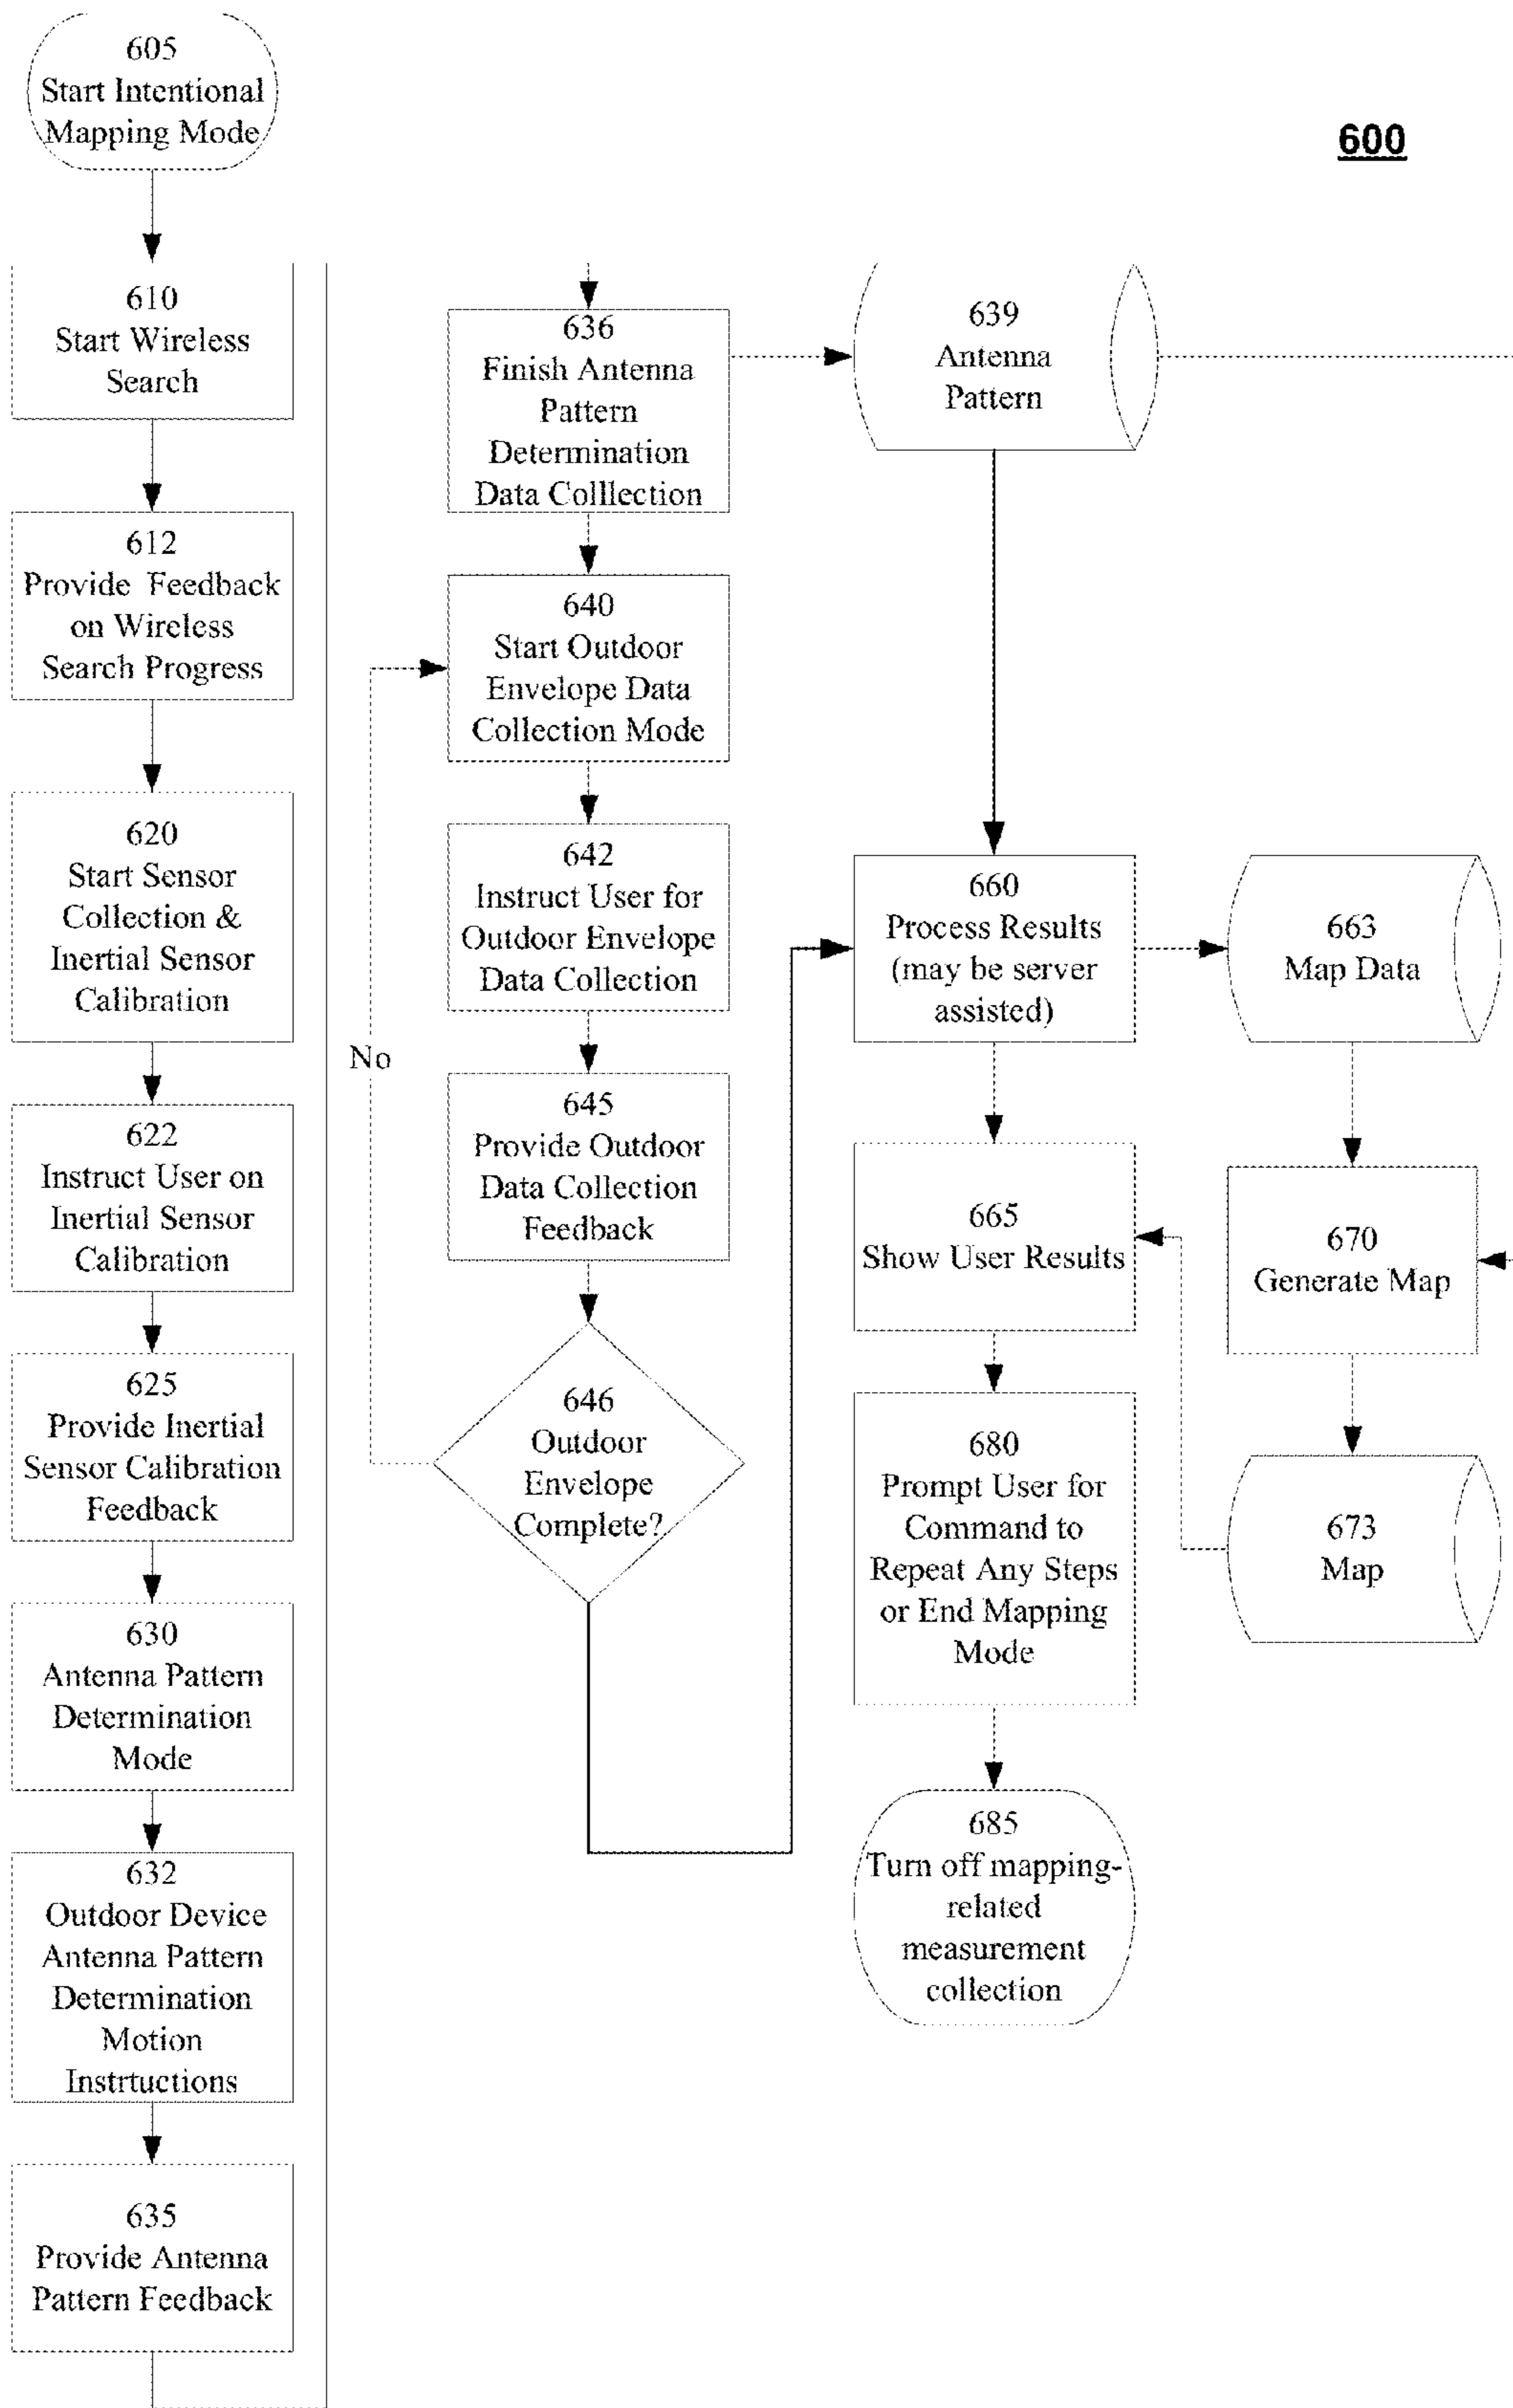 605
Start Intentional
Mapping Mode
600
610
Start Wireless
Search
612
Provide Feedback
on Wireless
Search Progress
620
Start Sensor
Collection &
Inertial Sensor
Calibration
622
Instruct User on
Inertial Sensor
Calibration
625
Provide Inertial
Sensor Calibration
Feedback
630
Antenna Pattern
Determination
Mode
632
Outdoor Device
Antenna Pattern
Determination
Motion
Instrtuctions
635
Provide Antenna
Pattern Feedback
636
Finish Antenna
Pattern
Determination
Data Colllection
639
Antenna
Pattern
640
Start Outdoor
Envelope Data
Collection Mode
642
Instruct User for
Outdoor Envelope
Data Collection
645
Provide Outdoor
Data Collection
Feedback
No
646
Outdoor
Envelope
Complete?
660
Process Results
(may be server
assisted)
663
Map Data
665
Show User Results
670
Generate Map
673
Map
680
Prompt User for
Command to
Repeat Any Steps
or End Mapping
Mode
685
Turn off mapping-
related
measurement
collection